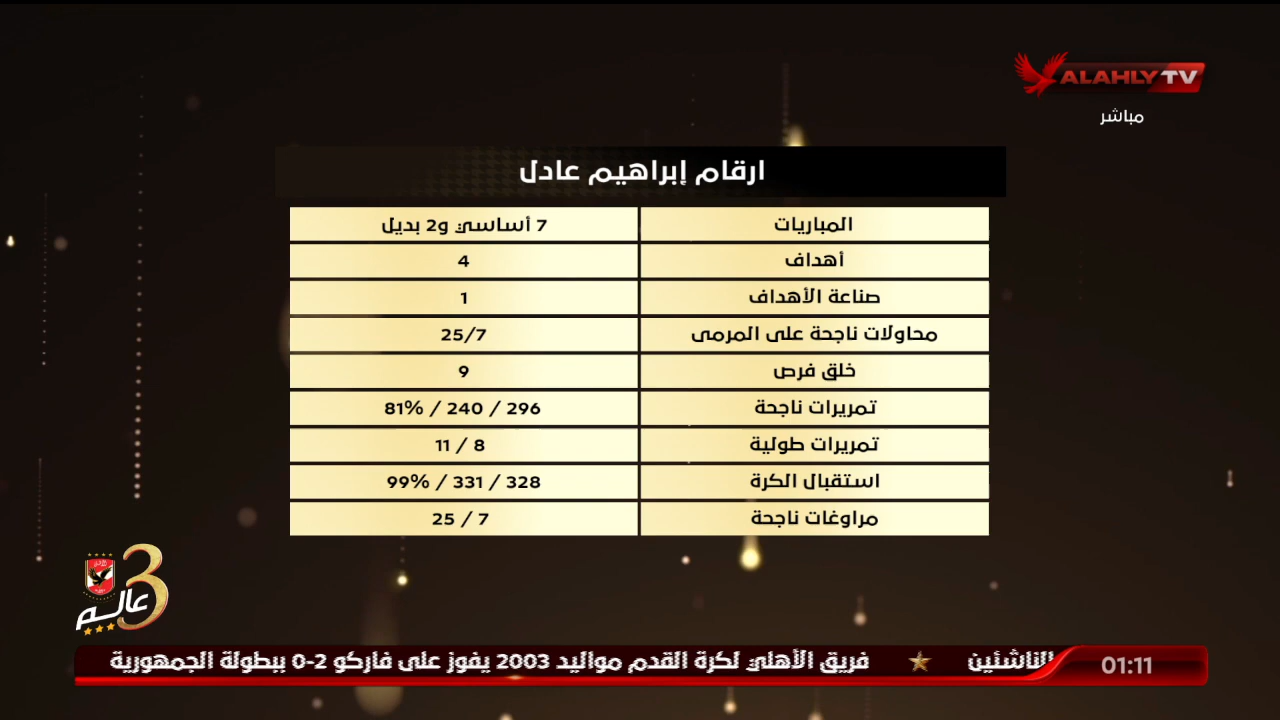 ALAHLY TV
مباشر
ارقام إبراهيم عادل
المباريات 7 أساسي و2 بديل
أهداف 4
صناعة الأهداف 1
محاولات ناجحة على المرمى 25/7
خلق فرص 9
تمريرات ناجحة 296 / 240 / 81%
تمريرات طولية 8 / 11
استقبال الكرة 328 / 331 / 99%
مراوغات ناجحة 7 / 25
3 عالم
01:11 الناشئين فريق الأهلي لكرة القدم مواليد 2003 يفوز على فاركو 2-0 ببطولة الجمهورية